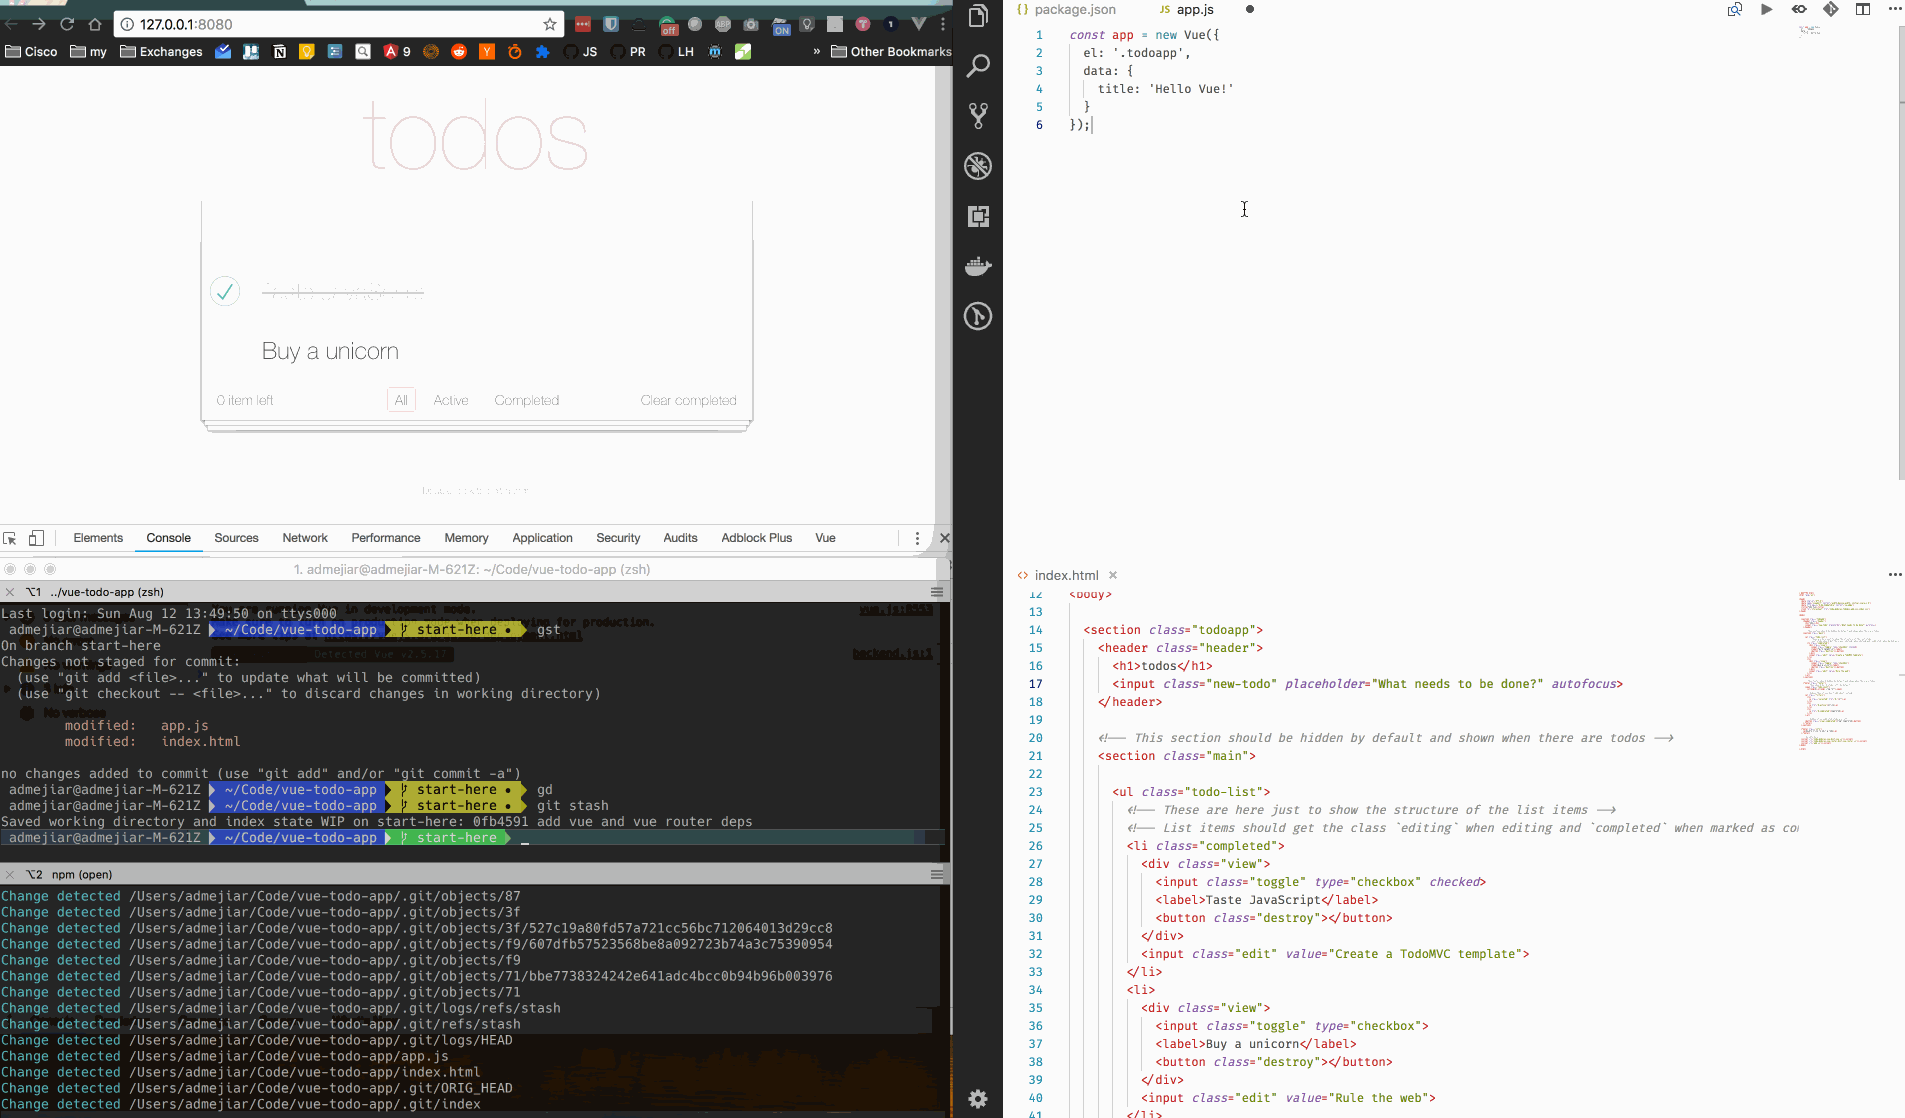 127.0.0.1:8080
off
ABP
ON
Cisco my Exchanges 9 JS PR LH » Other Bookmarks
todos
Buy a unicorn
0 item left All Active Completed Clear completed
Elements Console Sources Network Performance Memory Application Security Audits Adblock Plus Vue
1. admejiar@admejiar-M-621Z: ~/Code/vue-todo-app (zsh)
⌥1 ../vue-todo-app (zsh)
Last login: Sun Aug 12 13:49:50 on ttys000
admejiar@admejiar-M-621Z ~/Code/vue-todo-app start-here • gst
On branch start-here
Changes not staged for commit:
(use "git add <file>..." to update what will be committed)
(use "git checkout -- <file>..." to discard changes in working directory)
modified: app.js
modified: index.html
no changes added to commit (use "git add" and/or "git commit -a")
admejiar@admejiar-M-621Z ~/Code/vue-todo-app start-here • gd
admejiar@admejiar-M-621Z ~/Code/vue-todo-app start-here • git stash
Saved working directory and index state WIP on start-here: 0fb4591 add vue and vue router deps
admejiar@admejiar-M-621Z ~/Code/vue-todo-app start-here
⌥2 npm (open)
Change detected /Users/admejiar/Code/vue-todo-app/.git/objects/87
Change detected /Users/admejiar/Code/vue-todo-app/.git/objects/3f
Change detected /Users/admejiar/Code/vue-todo-app/.git/objects/3f/527c19a80fd57a721cc56bc712064013d29cc8
Change detected /Users/admejiar/Code/vue-todo-app/.git/objects/f9/607dfb57523568be8a092723b74a3c75390954
Change detected /Users/admejiar/Code/vue-todo-app/.git/objects/f9
Change detected /Users/admejiar/Code/vue-todo-app/.git/objects/71/bbe7738324242e641adc4bcc0b94b96b003976
Change detected /Users/admejiar/Code/vue-todo-app/.git/objects/71
Change detected /Users/admejiar/Code/vue-todo-app/.git/logs/refs/stash
Change detected /Users/admejiar/Code/vue-todo-app/.git/refs/stash
Change detected /Users/admejiar/Code/vue-todo-app/.git/logs/HEAD
Change detected /Users/admejiar/Code/vue-todo-app/app.js
Change detected /Users/admejiar/Code/vue-todo-app/index.html
Change detected /Users/admejiar/Code/vue-todo-app/.git/ORIG_HEAD
Change detected /Users/admejiar/Code/vue-todo-app/.git/index
{} package.json JS app.js ●
1 const app = new Vue({
2 el: '.todoapp',
3 data: {
4 title: 'Hello Vue!'
5 }
6 });
<> index.html ×
12 <body>
13
14 <section class="todoapp">
15 <header class="header">
16 <h1>todos</h1>
17 <input class="new-todo" placeholder="What needs to be done?" autofocus>
18 </header>
19
20 <!-- This section should be hidden by default and shown when there are todos -->
21 <section class="main">
22
23 <ul class="todo-list">
24 <!-- These are here just to show the structure of the list items -->
25 <!-- List items should get the class `editing` when editing and `completed` when marked as co
26 <li class="completed">
27 <div class="view">
28 <input class="toggle" type="checkbox" checked>
29 <label>Taste JavaScript</label>
30 <button class="destroy"></button>
31 </div>
32 <input class="edit" value="Create a TodoMVC template">
33 </li>
34 <li>
35 <div class="view">
36 <input class="toggle" type="checkbox">
37 <label>Buy a unicorn</label>
38 <button class="destroy"></button>
39 </div>
40 <input class="edit" value="Rule the web">
41 </li>